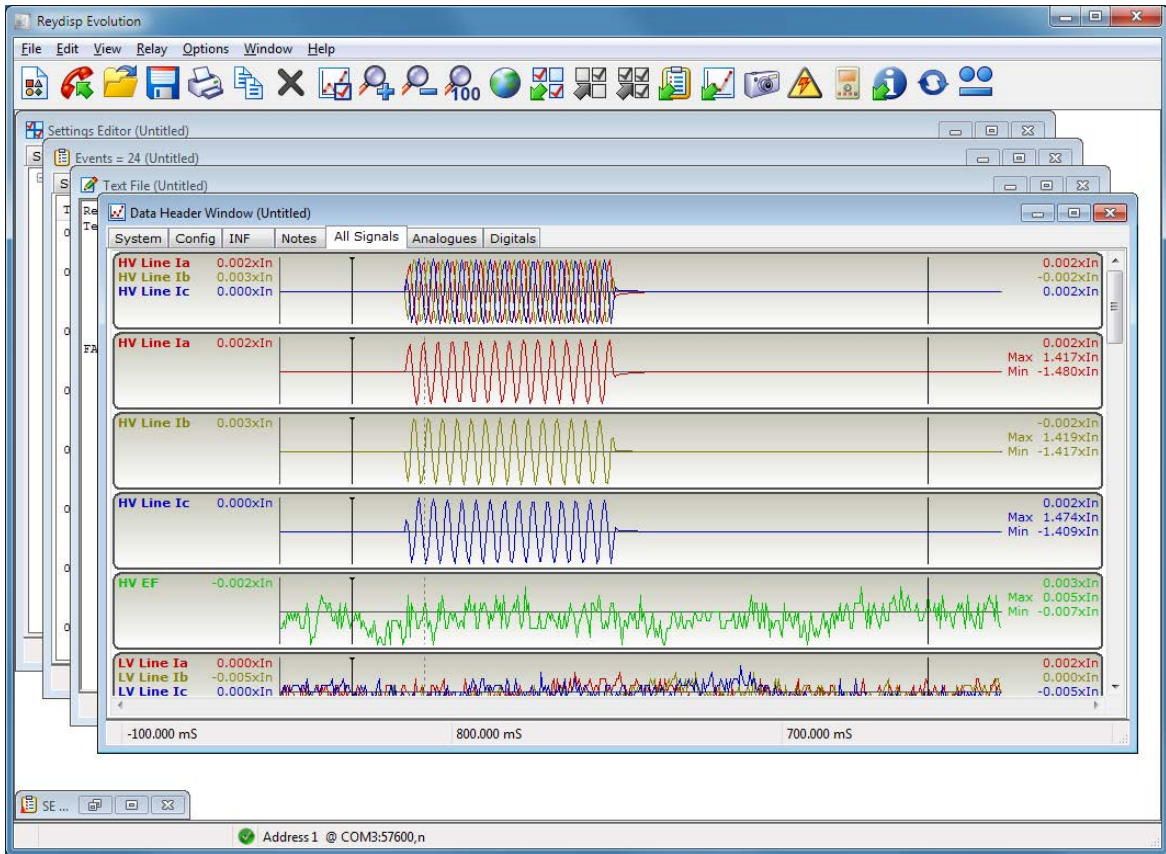 Reydisp Evolution
File Edit View Relay Options Window Help
100
Settings Editor (Untitled)
S
Events = 24 (Untitled)
S
Text File (Untitled)
T
Re
Te
FA
Data Header Window (Untitled)
System Config INF Notes All Signals Analogues Digitals
HV Line Ia 0.002xIn 0.002xIn
HV Line Ib 0.003xIn -0.002xIn
HV Line Ic 0.000xIn 0.002xIn
HV Line Ia 0.002xIn 0.002xIn
Max 1.417xIn
Min -1.480xIn
HV Line Ib 0.003xIn -0.002xIn
Max 1.419xIn
Min -1.417xIn
HV Line Ic 0.000xIn 0.002xIn
Max 1.474xIn
Min -1.409xIn
HV EF -0.002xIn 0.003xIn
Max 0.005xIn
Min -0.007xIn
LV Line Ia 0.000xIn 0.002xIn
LV Line Ib -0.005xIn 0.000xIn
LV Line Ic 0.000xIn -0.005xIn
-100.000 mS 800.000 mS 700.000 mS
SE ...
Address 1 @ COM3:57600,n